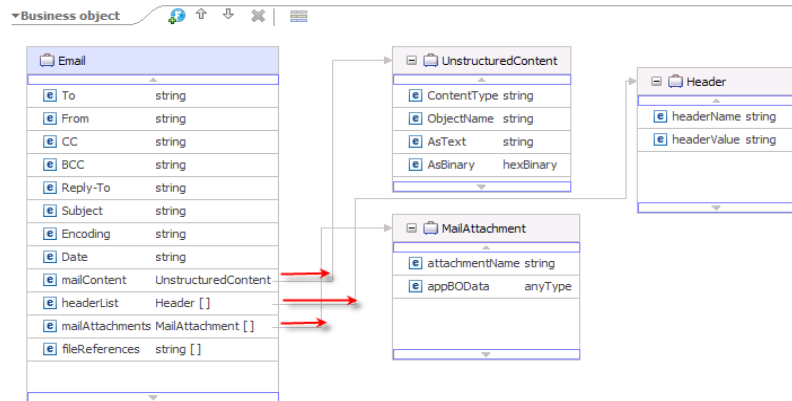 Business object
Email
To string
From string
CC string
BCC string
Reply-To string
Subject string
Encoding string
Date string
mailContent UnstructuredContent
headerList Header [ ]
mailAttachments MailAttachment [ ]
fileReferences string [ ]
UnstructuredContent
ContentType string
ObjectName string
AsText string
AsBinary hexBinary
MailAttachment
attachmentName string
appBOData anyType
Header
headerName string
headerValue string